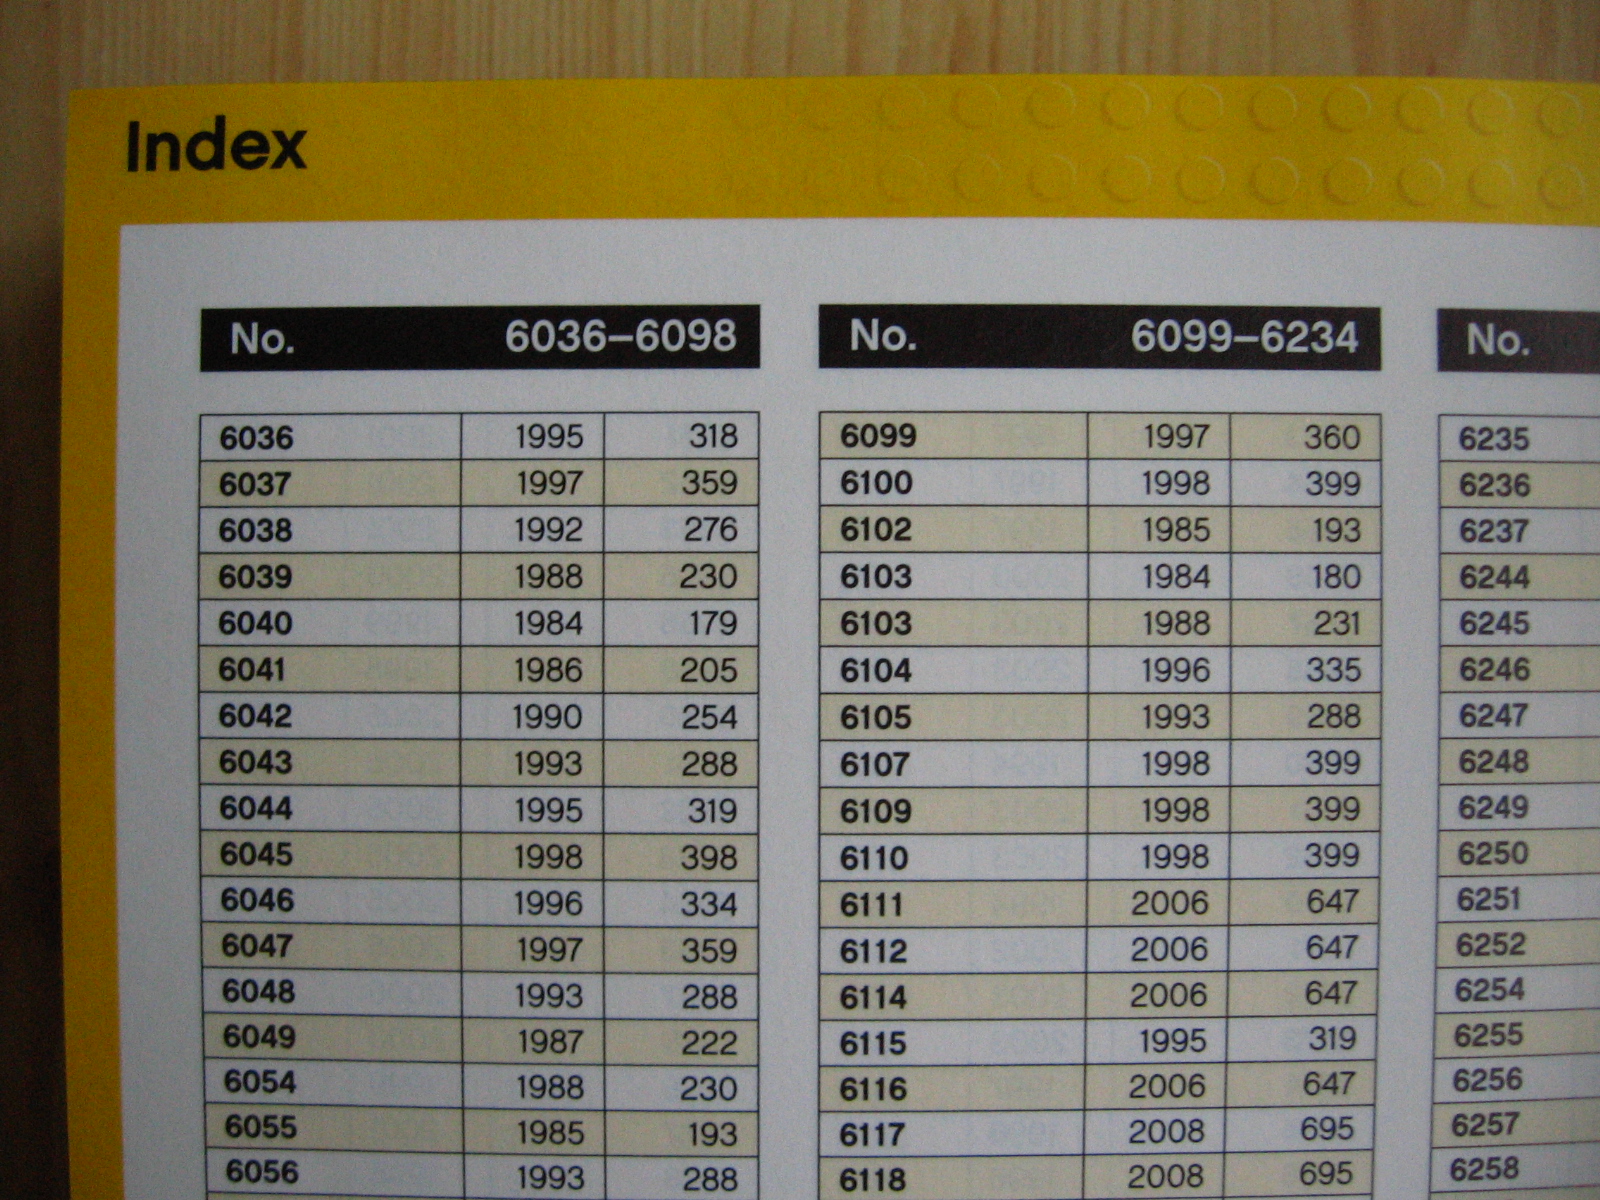 Index
No. 6036–6098
6036 1995 318
6037 1997 359
6038 1992 276
6039 1988 230
6040 1984 179
6041 1986 205
6042 1990 254
6043 1993 288
6044 1995 319
6045 1998 398
6046 1996 334
6047 1997 359
6048 1993 288
6049 1987 222
6054 1988 230
6055 1985 193
6056 1993 288
No. 6099–6234
6099 1997 360
6100 1998 399
6102 1985 193
6103 1984 180
6103 1988 231
6104 1996 335
6105 1993 288
6107 1998 399
6109 1998 399
6110 1998 399
6111 2006 647
6112 2006 647
6114 2006 647
6115 1995 319
6116 2006 647
6117 2008 695
6118 2008 695
No.
6235
6236
6237
6244
6245
6246
6247
6248
6249
6250
6251
6252
6254
6255
6256
6257
6258